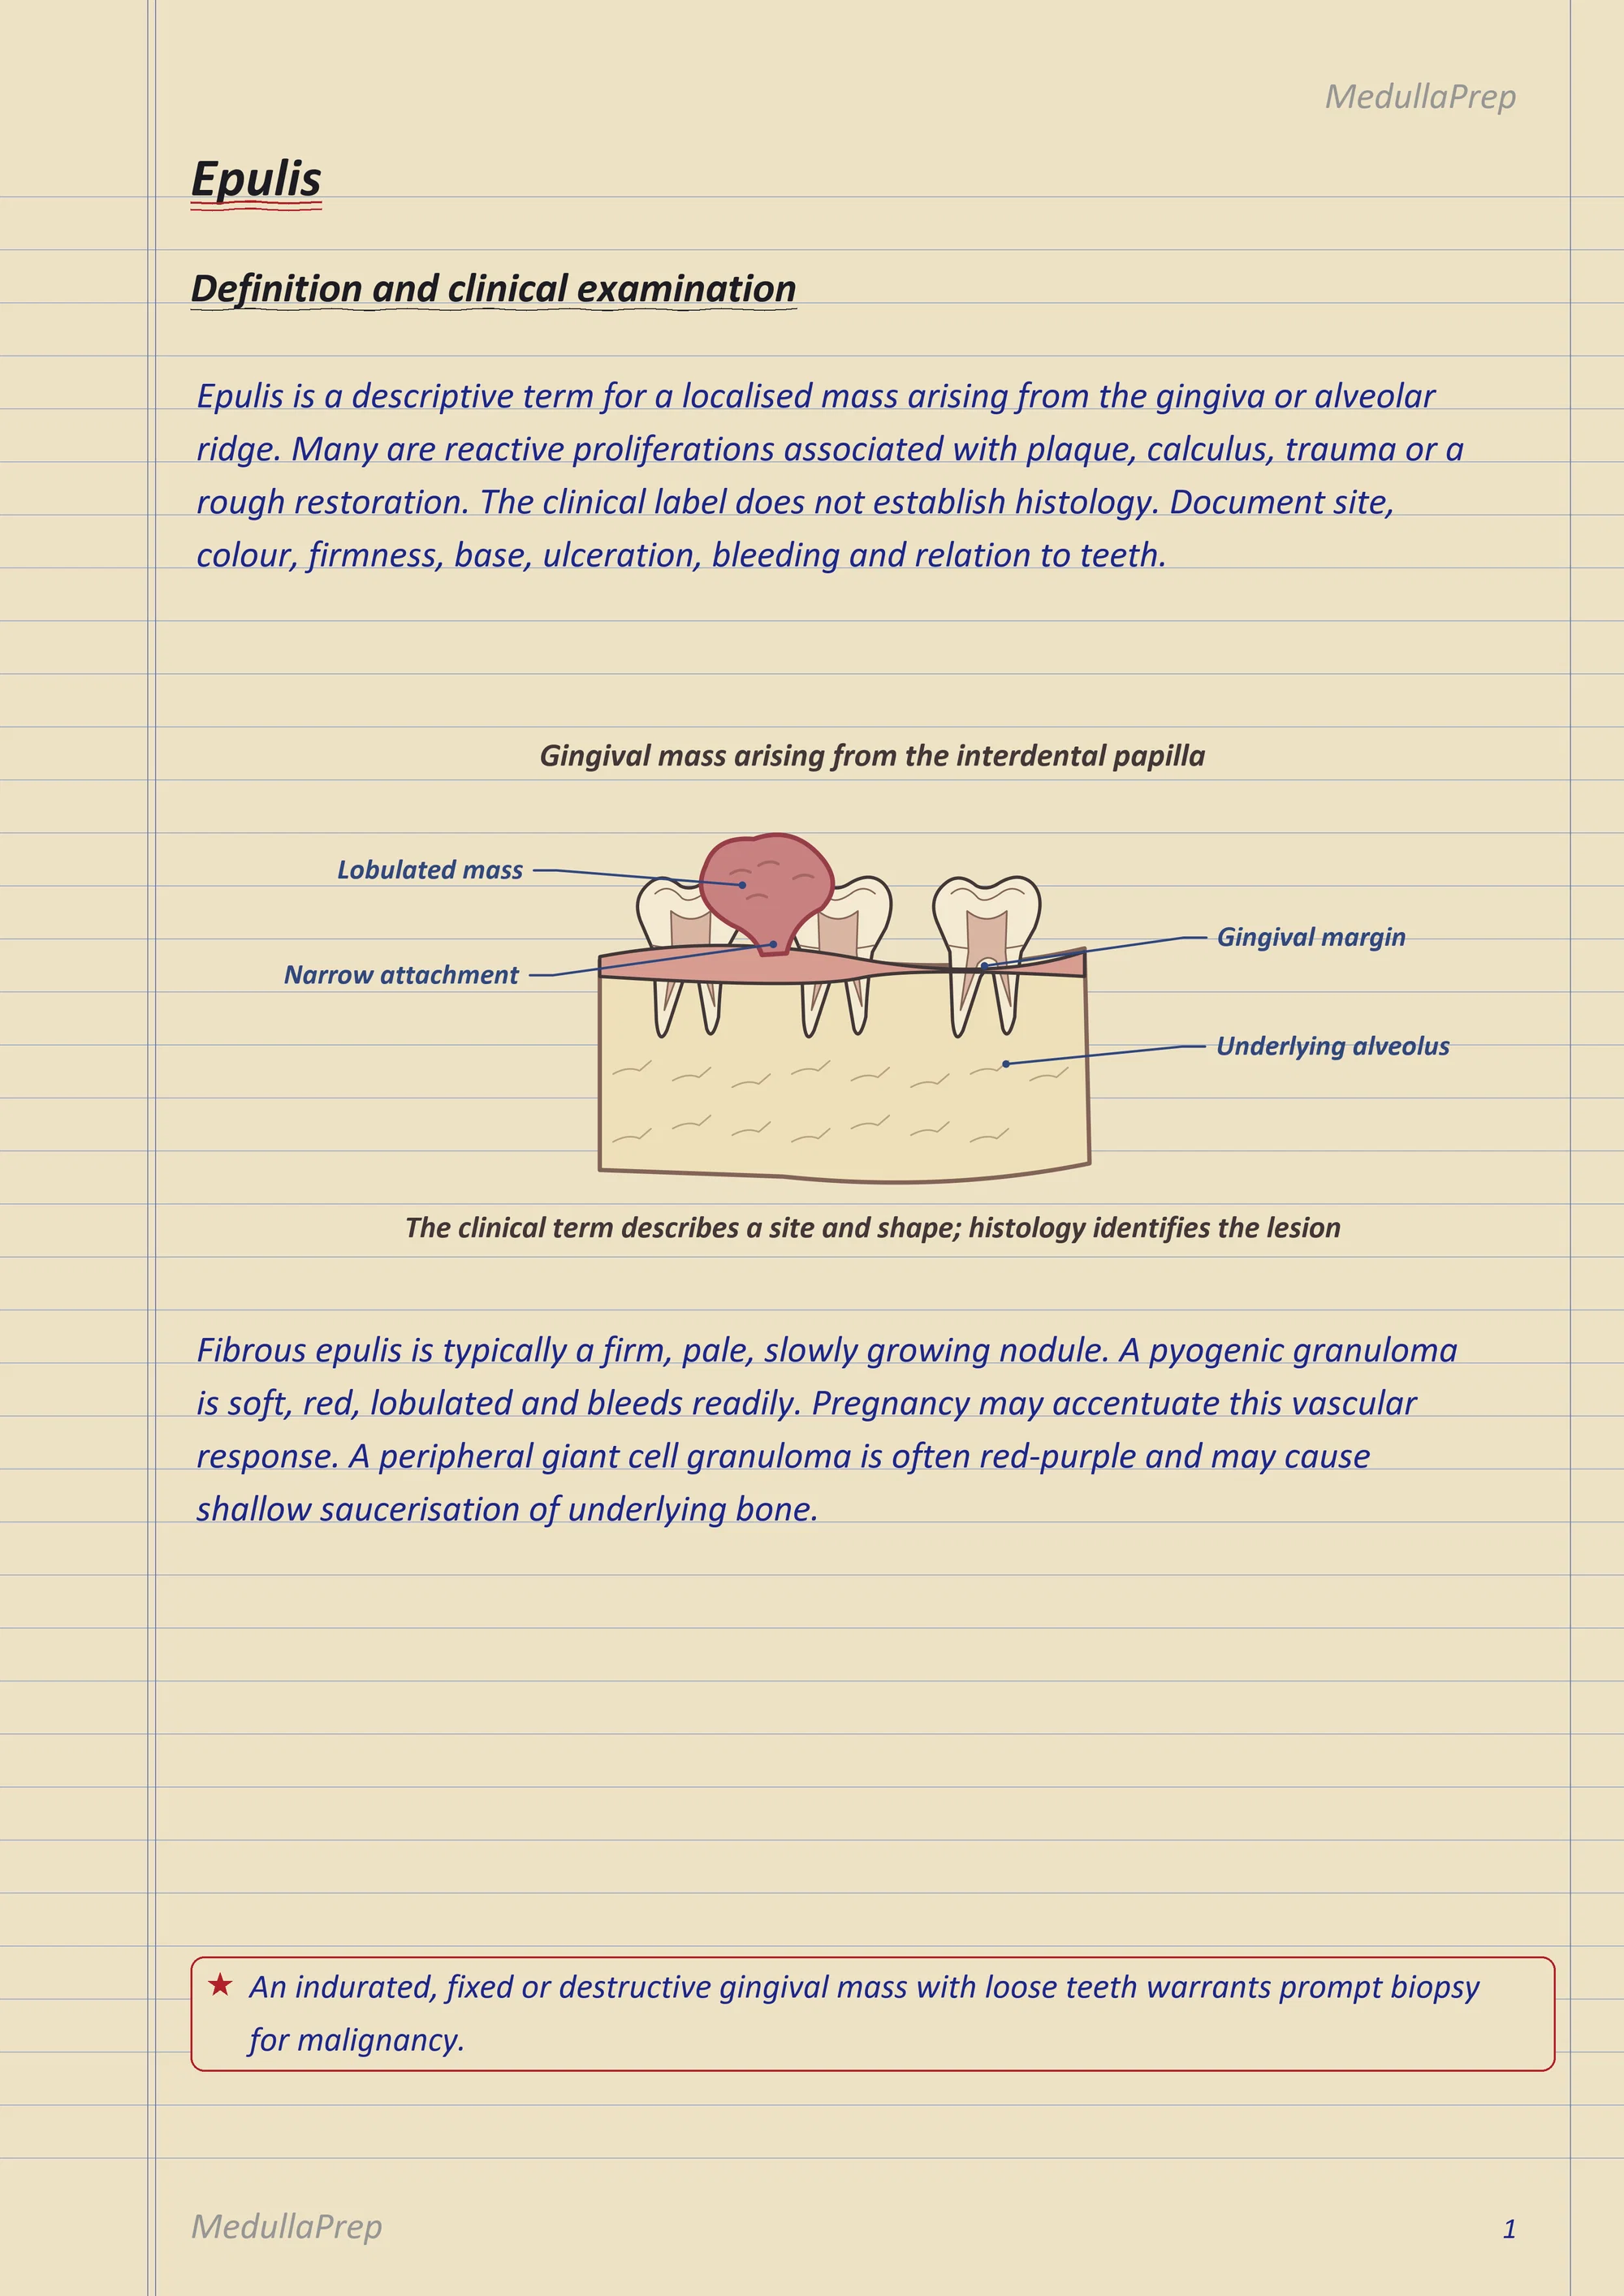 MedullaPrep
Epulis
Definition and clinical examination
Epulis is a descriptive term for a localised mass arising from the gingiva or alveolar
ridge. Many are reactive proliferations associated with plaque, calculus, trauma or a
rough restoration. The clinical label does not establish histology. Document site,
colour, firmness, base, ulceration, bleeding and relation to teeth.
Gingival mass arising from the interdental papilla
Lobulated mass
Gingival margin
Narrow attachment
Underlying alveolus
The clinical term describes a site and shape; histology identifies the lesion
Fibrous epulis is typically a firm, pale, slowly growing nodule. A pyogenic granuloma
is soft, red, lobulated and bleeds readily. Pregnancy may accentuate this vascular
response. A peripheral giant cell granuloma is often red-purple and may cause
shallow saucerisation of underlying bone.
★ An indurated, fixed or destructive gingival mass with loose teeth warrants prompt biopsy
for malignancy.
MedullaPrep
1